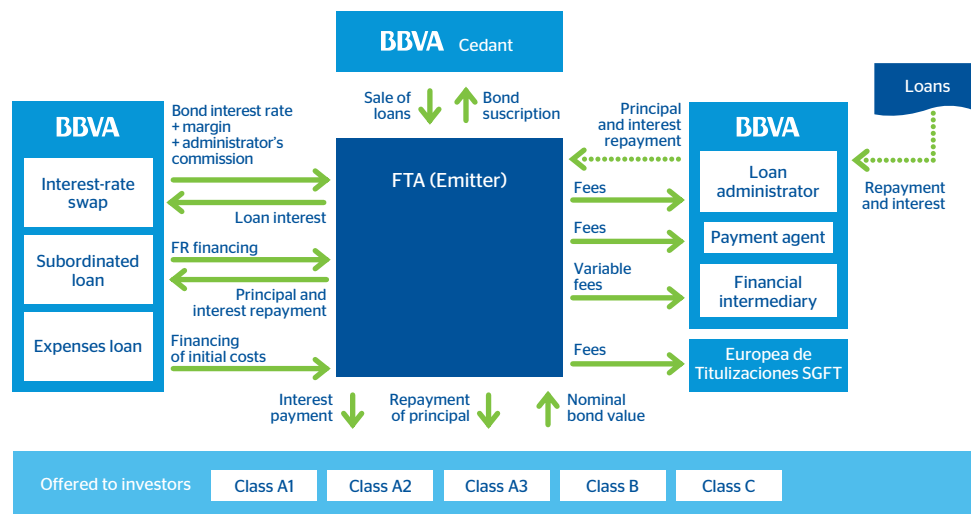 BBVA Cedant
Sale of
loans
Bond
suscription
Loans
BBVA
Bond interest rate
+ margin
+ administrator's
commission
Interest-rate
swap
Loan interest
FR financing
Subordinated
loan
Principal and
interest repayment
Expenses loan
Financing
of initial costs
FTA (Emitter)
Principal
and interest
repayment
BBVA
Loan
administrator
Repayment
and interest
Fees
Fees
Payment agent
Variable
fees
Financial
intermediary
Fees
Europea de
Titulizaciones SGFT
Interest
payment
Repayment
of principal
Nominal
bond value
Offered to investors
Class A1
Class A2
Class A3
Class B
Class C